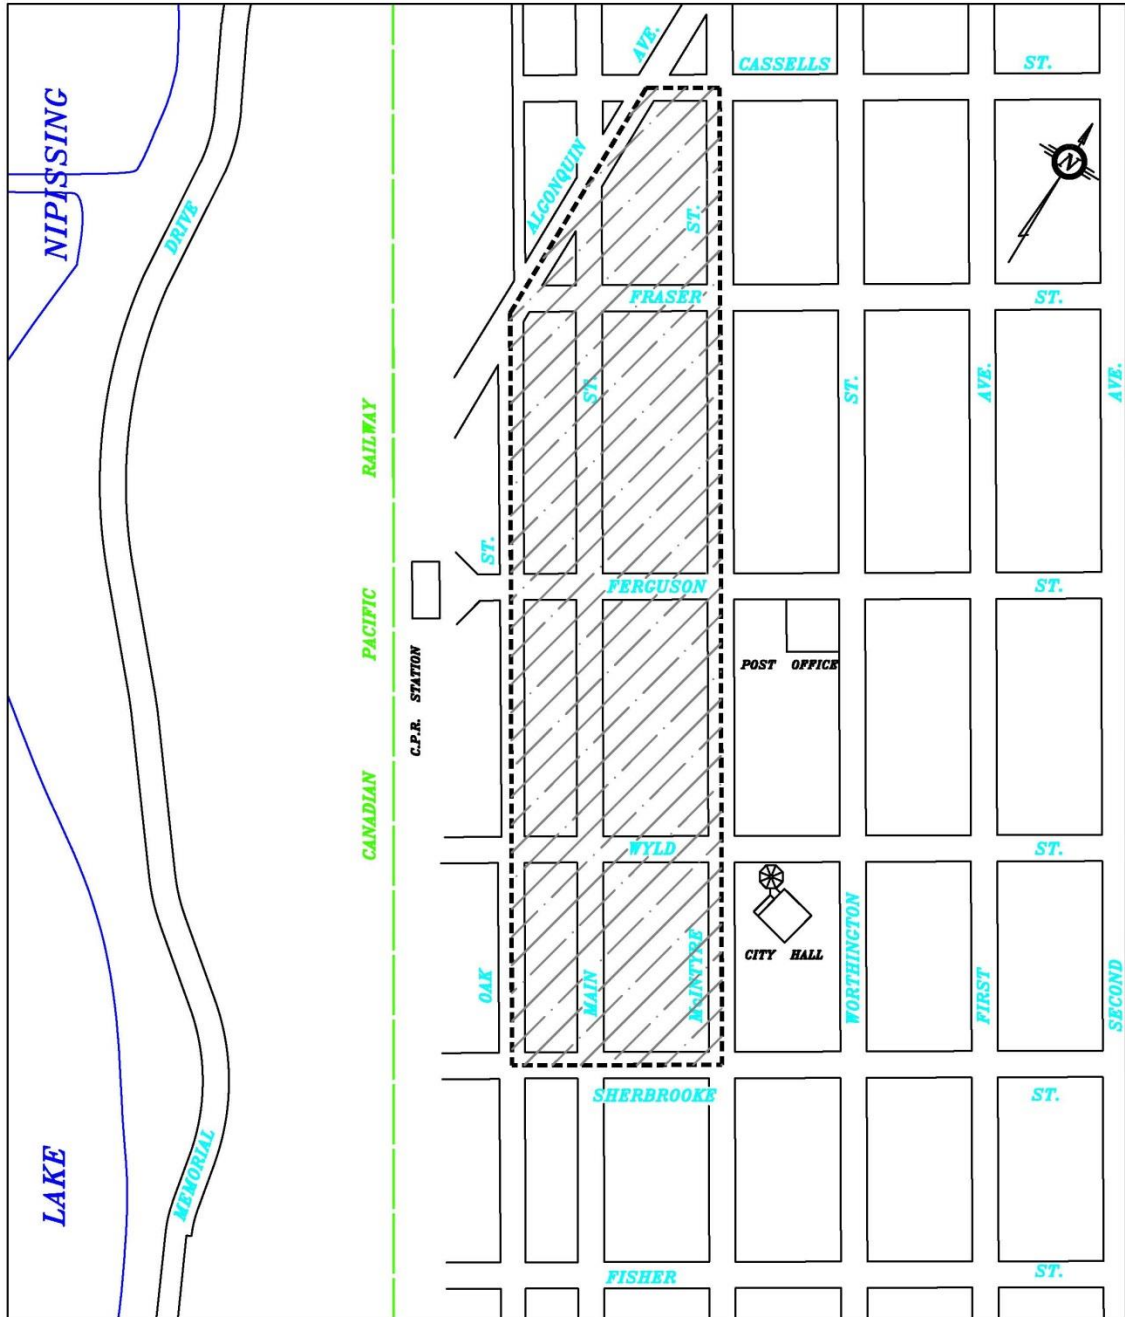 AVE.
CASSELLS ST.
NIPISSING
ALGONQUIN
N
DRIVE
ST.
FRASER ST.
ST.
ST.
AVE.
AVE.
RAILWAY
ST.
FERGUSON ST.
PACIFIC
C.P.R. STATION
POST OFFICE
CANADIAN
WYLD ST.
CITY HALL
OAK
MAIN
McINTYRE
WORTHINGTON
FIRST
SECOND
SHERBROOKE ST.
LAKE
MEMORIAL
FISHER ST.